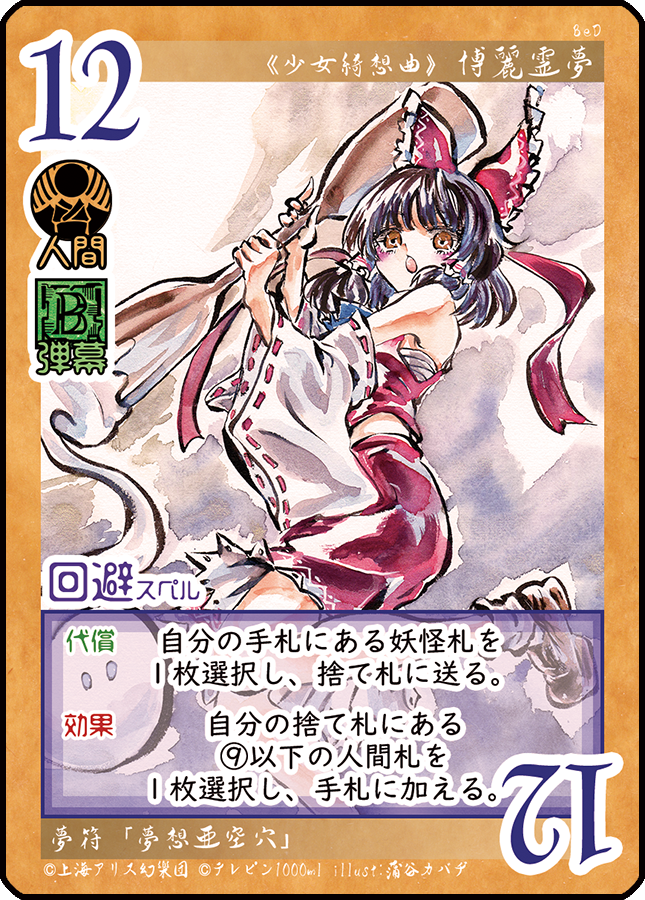 BeD
12
《少女綺想曲》 博麗霊夢
人間
B
弾幕
回避スペル
代償 自分の手札にある妖怪札を
1枚選択し、捨て札に送る。
効果 自分の捨て札にある
⑨以下の人間札を
1枚選択し、手札に加える。
12
夢符「夢想亜空穴」
©上海アリス幻樂団 ©テレピン1000ml illust:蒲谷カバヂ